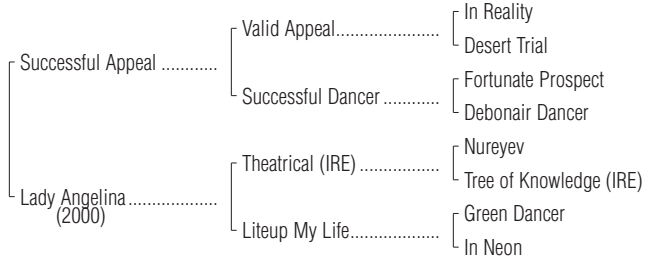 In Reality
Valid Appeal....................
Desert Trial
Successful Appeal ............
Fortunate Prospect
Successful Dancer ...........
Debonair Dancer
Nureyev
Theatrical (IRE) .................
Tree of Knowledge (IRE)
Lady Angelina..................
(2000)
Green Dancer
Liteup My Life..................
In Neon